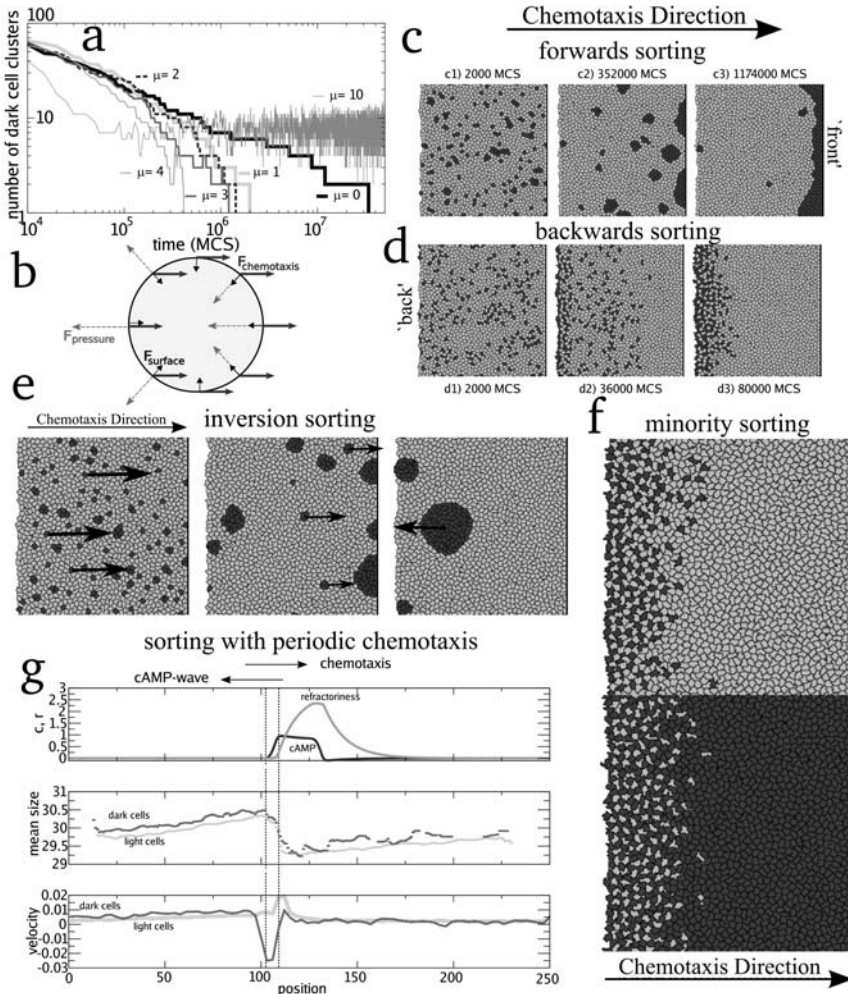 a
100
10
number of dark cell clusters
μ= 2
μ= 10
μ= 4
μ= 3
μ= 1
μ= 0
10^4
10^5
10^6
10^7
time (MCS)
Chemotaxis Direction
c
forwards sorting
c1) 2000 MCS
c2) 352000 MCS
c3) 1174000 MCS
`front'
b
Fchemotaxis
Fpressure
Fsurface
d
backwards sorting
`back'
d1) 2000 MCS
d2) 36000 MCS
d3) 80000 MCS
e
Chemotaxis Direction
inversion sorting
f
minority sorting
Chemotaxis Direction
sorting with periodic chemotaxis
g
chemotaxis
cAMP-wave
c, r
3
2.5
2
1.5
1
0.5
0
refractoriness
cAMP
mean size
30.5
30
29.5
29
dark cells
light cells
velocity
0.02
0.01
0
-0.01
-0.02
-0.03
dark cells
light cells
0
50
100
150
200
250
position